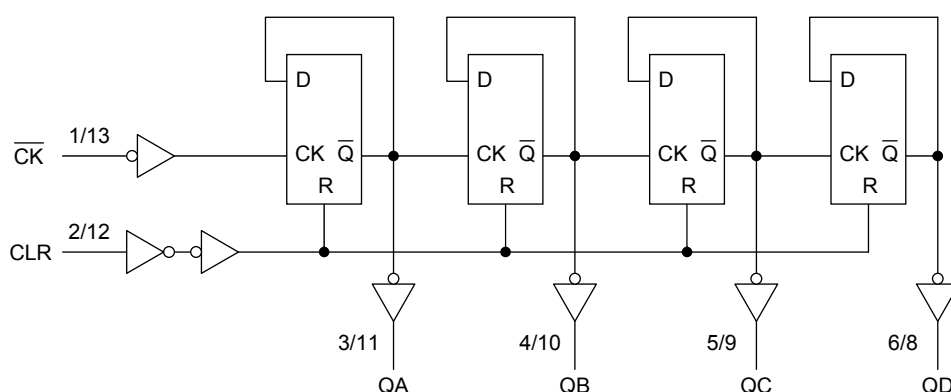 D D D D
C̅K̅ 1/13 CK Q̅ CK Q̅ CK Q̅ CK Q̅
R R R R
CLR 2/12
3/11 4/10 5/9 6/8
QA QB QC QD